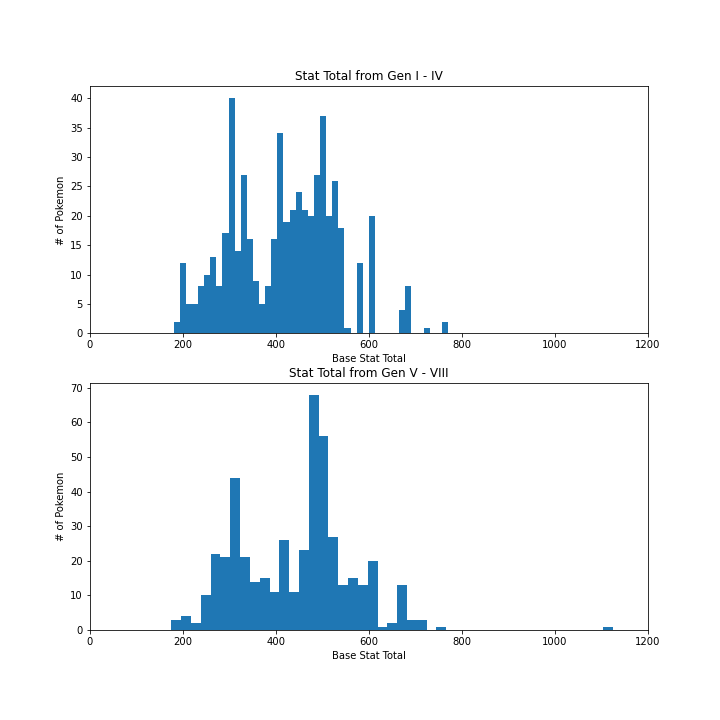 Stat Total from Gen I - IV
40
35
30
25
20
15
10
5
0
# of Pokemon
0 200 400 600 800 1000 1200
Base Stat Total
Stat Total from Gen V - VIII
70
60
50
40
30
20
10
0
# of Pokemon
0 200 400 600 800 1000 1200
Base Stat Total